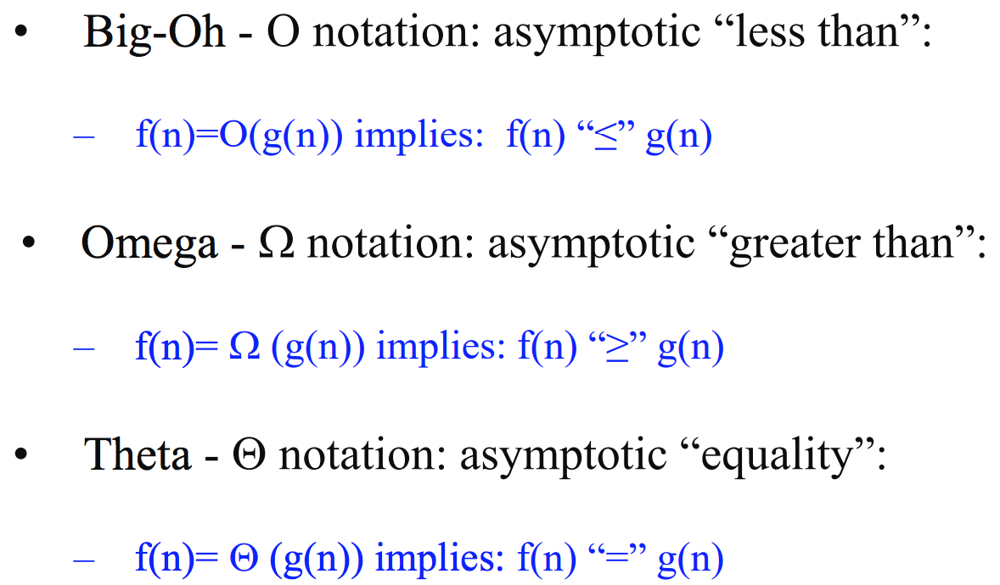 • Big-Oh - O notation: asymptotic “less than”:
– f(n)=O(g(n)) implies: f(n) “≤” g(n)
• Omega - Ω notation: asymptotic “greater than”:
– f(n)= Ω (g(n)) implies: f(n) “≥” g(n)
• Theta - Θ notation: asymptotic “equality”:
– f(n)= Θ (g(n)) implies: f(n) “=” g(n)